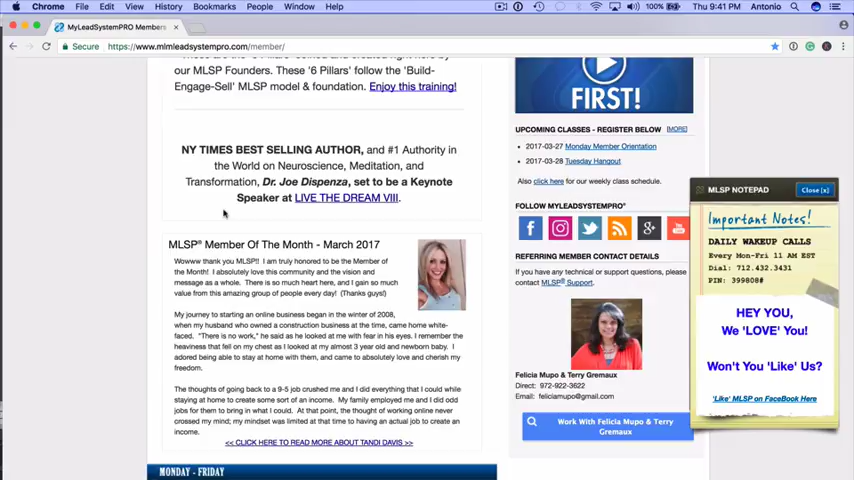 Chrome File Edit View History Bookmarks People Window Help
100% Thu 9:41 PM Antonio
MyLeadSystemPRO Members
https://www.mlmleadsystempro.com/member/
our MLSP Founders. These '6 Pillars' follow the 'Build-
Engage-Sell' MLSP model & foundation. Enjoy this training!
NY TIMES BEST SELLING AUTHOR, and #1 Authority in
the World on Neuroscience, Meditation, and
Transformation, Dr. Joe Dispenza, set to be a Keynote
Speaker at LIVE THE DREAM VIII.
MLSP® Member Of The Month - March 2017
Wowww thank you MLSP!! I am truly honored to be the Member of
the Month! I absolutely love this community and the vision and
message as a whole. There is so much heart here, and I gain so much
value from this amazing group of people every day! (Thanks guys!)
My journey to starting an online business began in the winter of 2008,
when my husband who owned a construction business at the time, came home white-
faced. "There is no work," he said as he looked at me with fear in his eyes. I remember the
heaviness that fell on my chest as I looked at my almost 3 year old and newborn baby. I
adored being able to stay at home with them, and came to absolutely love and cherish my
freedom.
The thoughts of going back to a 9-5 job crushed me and I did everything that I could while
staying at home to create some sort of an income. My family employed me and I did odd
jobs for them to bring in what I could. At that point, the thought of working online never
crossed my mind; my mindset was limited at that time to having an actual job to create an
income.
<< CLICK HERE TO READ MORE ABOUT TANDI DAVIS >>
MONDAY - FRIDAY
FIRST!
UPCOMING CLASSES - REGISTER BELOW [MORE]
2017-03-27 Monday Member Orientation
2017-03-28 Tuesday Hangout
Also click here for our weekly class schedule.
FOLLOW MYLEADSYSTEMPRO®
You
REFERRING MEMBER CONTACT DETAILS
If you have any technical or support questions, please
contact MLSP® Support.
Felicia Mupo & Terry Gremaux
Direct: 972-922-3622
Email: feliciamupo@gmail.com
Work With Felicia Mupo & Terry
Gremaux
MLSP NOTEPAD Close [x]
Important Notes!
DAILY WAKEUP CALLS
Every Mon-Fri 11 AM EST
Dial: 712.432.3431
PIN: 399808#
HEY YOU,
We 'LOVE' You!
Won't You 'Like' Us?
'Like' MLSP on FaceBook Here